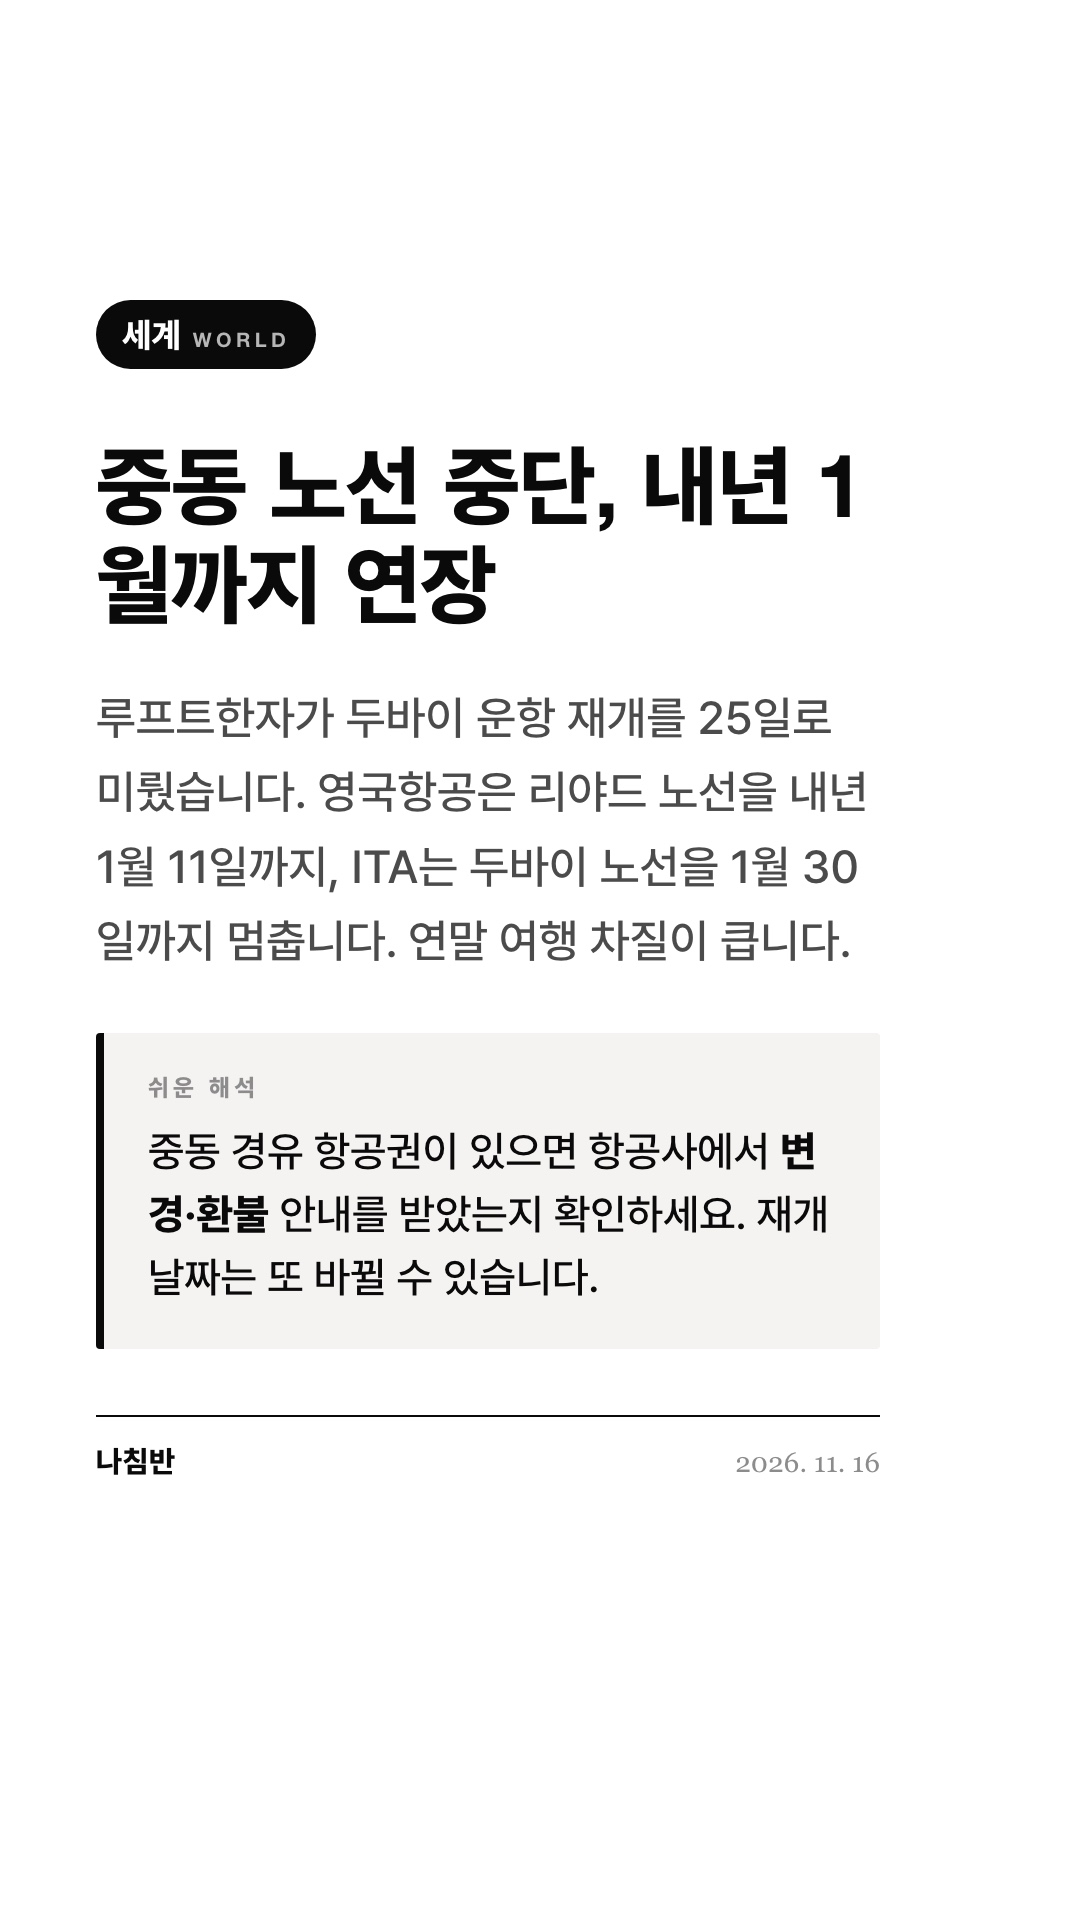 세계 WORLD
중동 노선 중단, 내년 1
월까지 연장
루프트한자가 두바이 운항 재개를 25일로
미뤘습니다. 영국항공은 리야드 노선을 내년
1월 11일까지, ITA는 두바이 노선을 1월 30
일까지 멈춥니다. 연말 여행 차질이 큽니다.
쉬운 해석
중동 경유 항공권이 있으면 항공사에서 변
경·환불 안내를 받았는지 확인하세요. 재개
날짜는 또 바뀔 수 있습니다.
나침반
2026. 11. 16